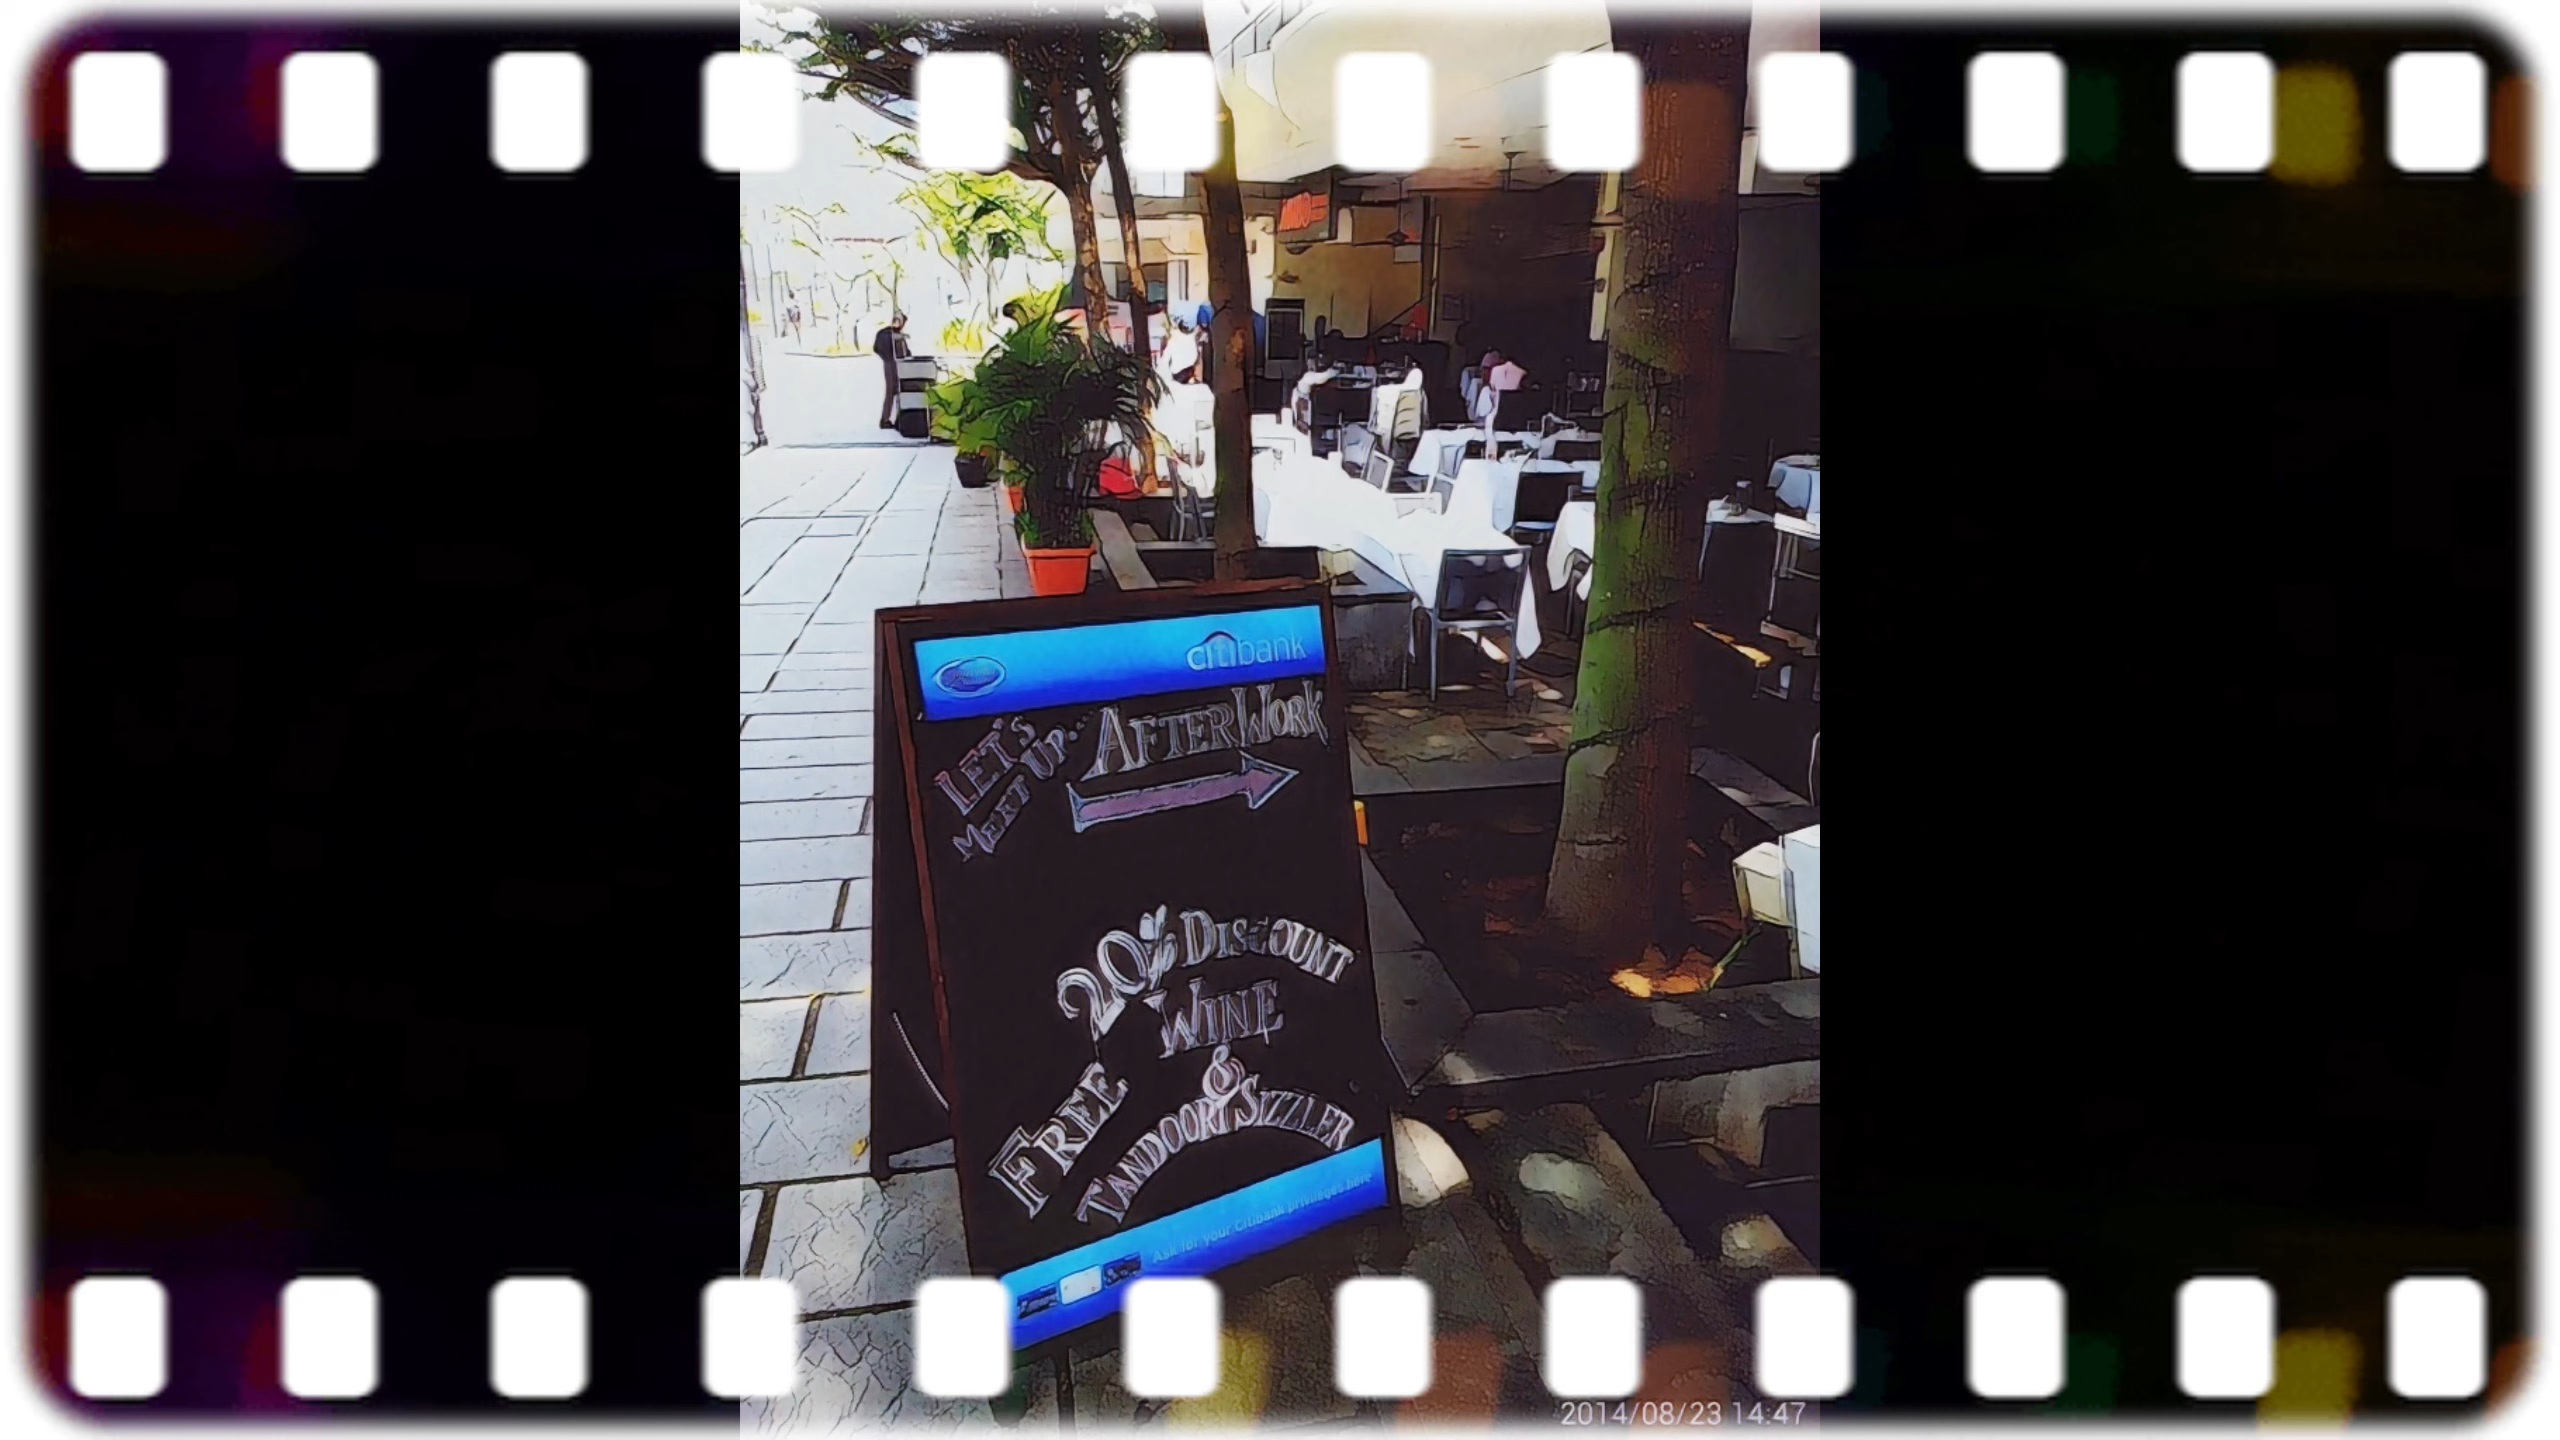 citibank
LET'S
MEET UP...
AFTER WORK
20% DISCOUNT
WINE
&
FREE
TANDOORI SIZZLER
Ask for your Citibank privileges here
2014/08/23 14:47